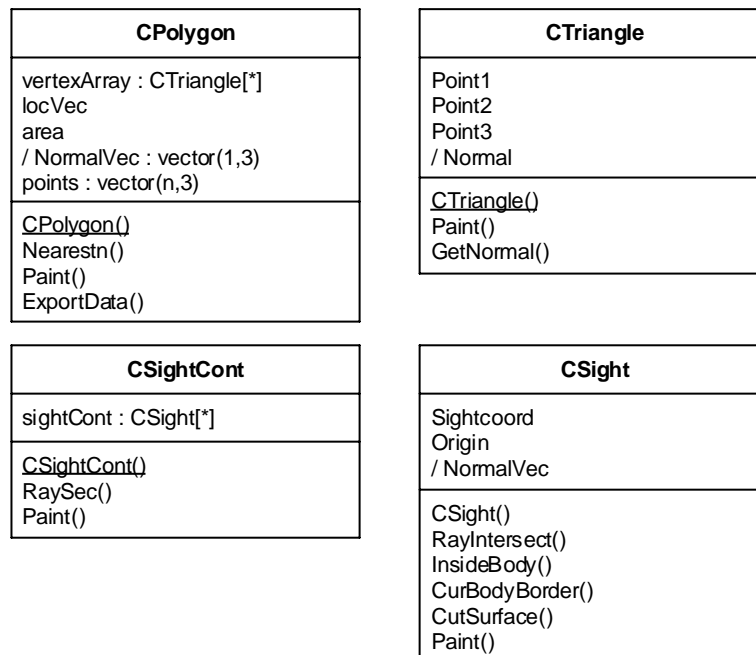 CPolygon
vertexArray : CTriangle[*]
locVec
area
/ NormalVec : vector(1,3)
points : vector(n,3)
CPolygon()
Nearestn()
Paint()
ExportData()
CTriangle
Point1
Point2
Point3
/ Normal
CTriangle()
Paint()
GetNormal()
CSightCont
sightCont : CSight[*]
CSightCont()
RaySec()
Paint()
CSight
Sightcoord
Origin
/ NormalVec
CSight()
RayIntersect()
InsideBody()
CurBodyBorder()
CutSurface()
Paint()